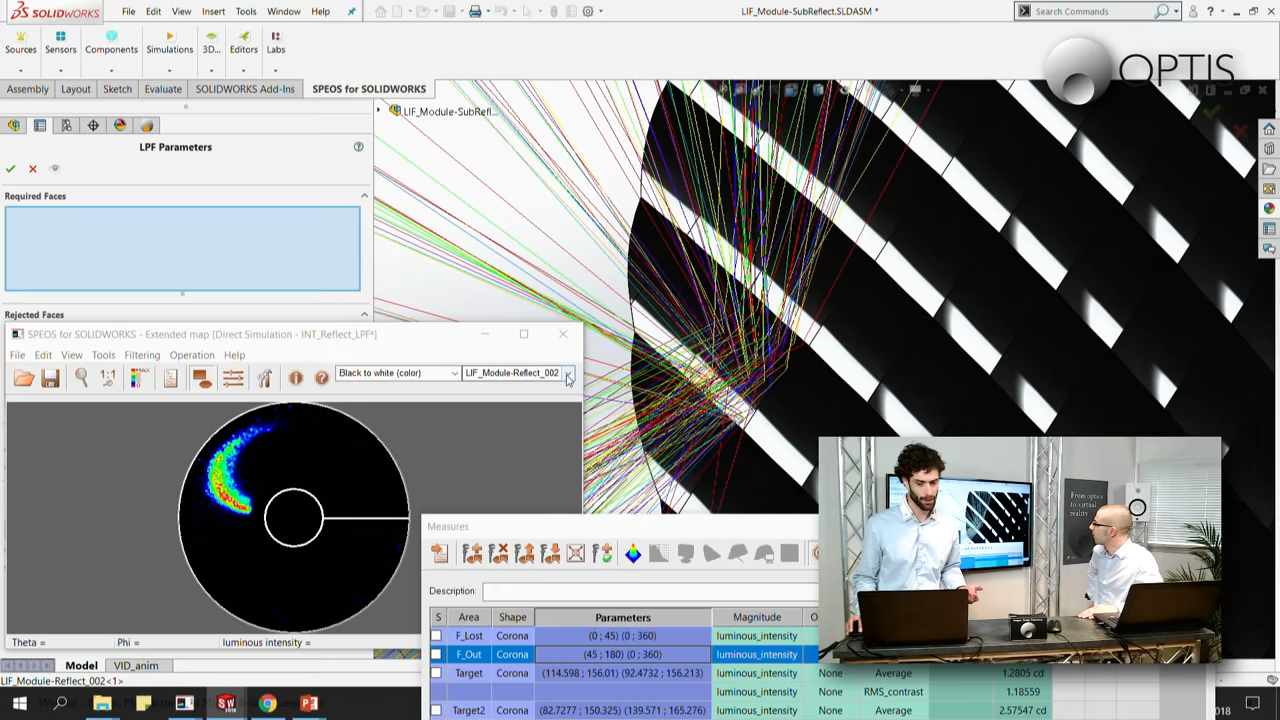 SOLIDWORKS
File Edit View Insert Tools Window Help
LIF_Module-SubReflect.SLDASM *
Search Commands
Sources Sensors Components Simulations 3D... Editors Labs
OPTIS
Assembly Layout Sketch Evaluate SOLIDWORKS Add-Ins SPEOS for SOLIDWORKS
LIF_Module-SubRefl...
LPF Parameters
Required Faces
Rejected Faces
SPEOS for SOLIDWORKS - Extended map [Direct Simulation - INT_Reflect_LPF*]
File Edit View Tools Filtering Operation Help
1:1
MAX
Black to white (color)
LIF_Module-Reflect_002
Theta = Phi = luminous intensity =
From optics
to virtual
reality
Measures
Description:
S Area Shape Parameters Magnitude
F_Lost Corona (0 ; 45) (0 ; 360) luminous_intensity
F_Out Corona (45 ; 180) (0 ; 360) luminous_intensity
Target Corona (114.598 ; 156.01) (92.4732 ; 156.213) luminous_intensity None Average 1.2805 cd
luminous_intensity None RMS_contrast 1.18559
Target2 Corona (82.7277 ; 150.325) (139.571 ; 165.276) luminous_intensity None Average 2.57547 cd
Model VID_anim
LIF_Module-Reflect_002<1>
018